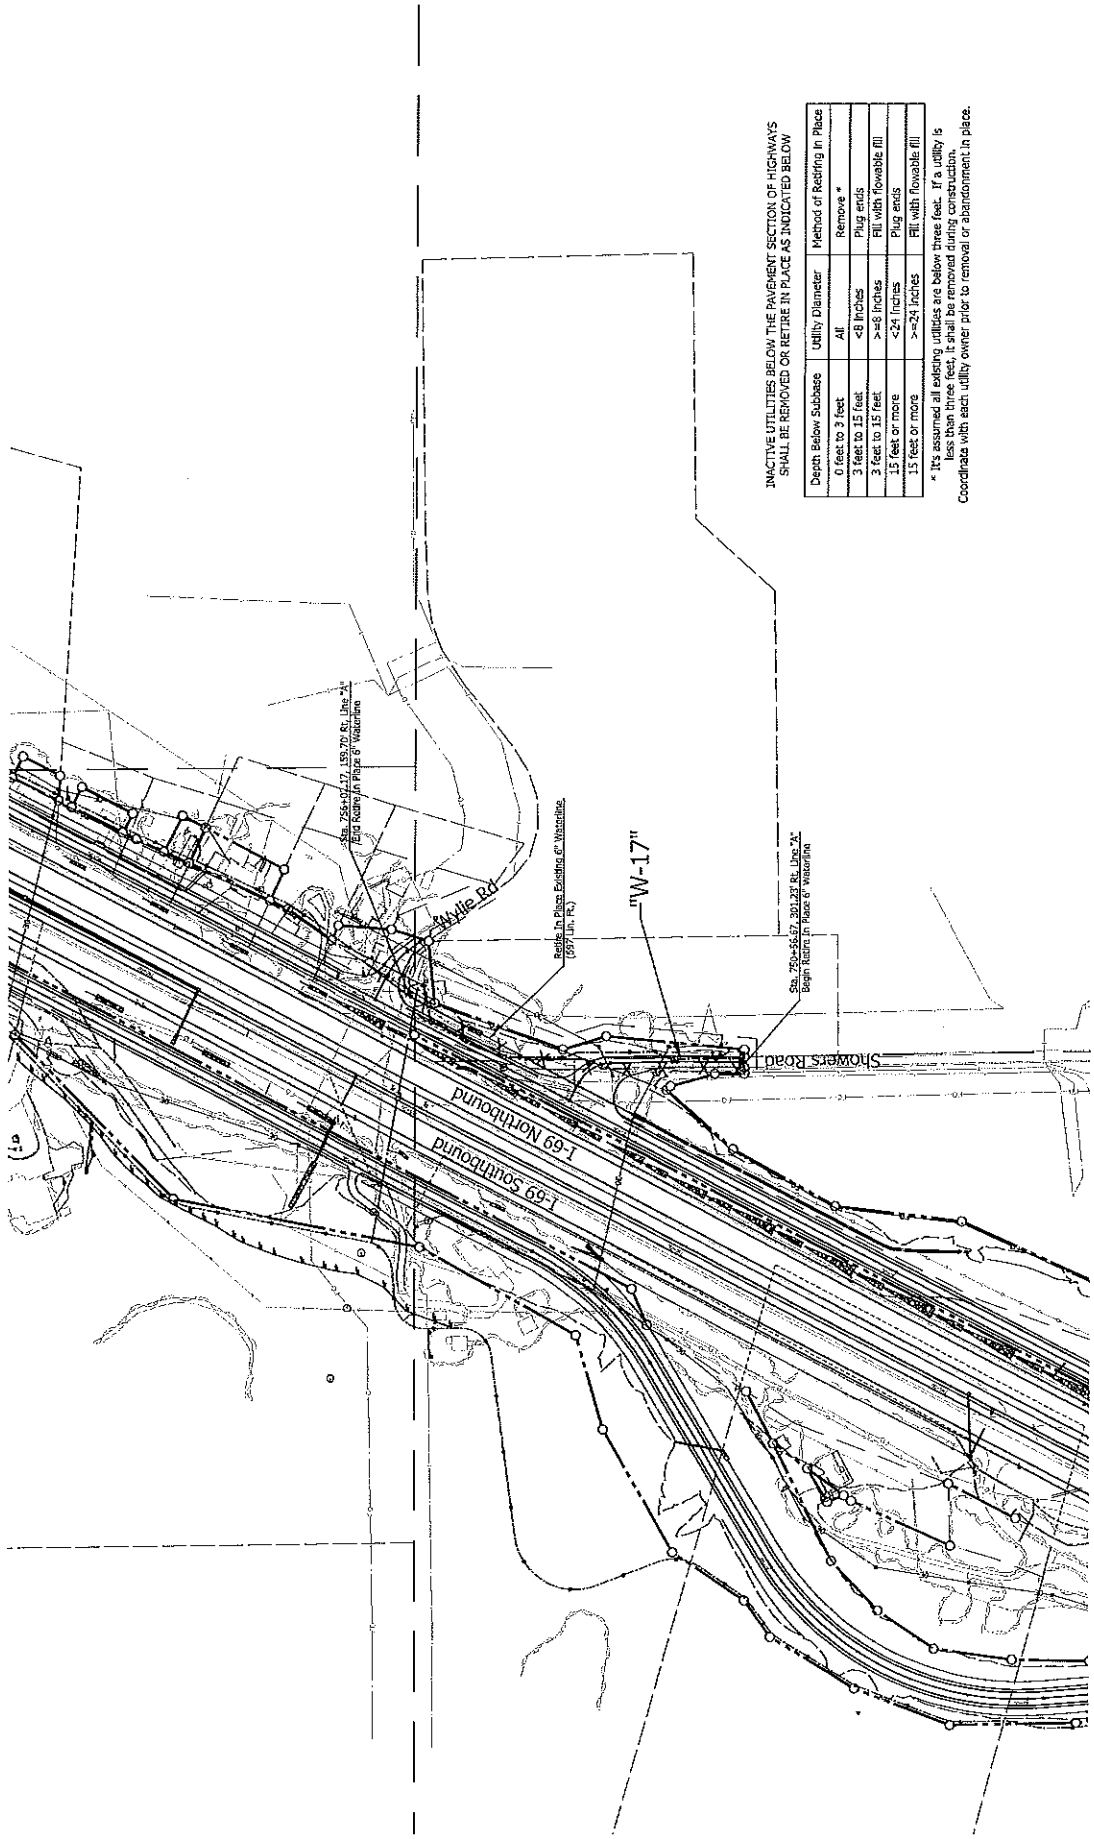 INACTIVE UTILITIES BELOW THE PAVEMENT SECTION OF HIGHWAYS
SHALL BE REMOVED OR RETIRE IN PLACE AS INDICATED BELOW
Depth Below Subbase Utility Diameter Method of Retiring In Place
0 feet to 3 feet All Remove *
3 feet to 15 feet <8 Inches Plug ends
3 feet to 15 feet >=8 Inches Fill with flowable fill
15 feet or more <24 Inches Plug ends
15 feet or more >=24 Inches Fill with flowable fill
* It's assumed all existing utilities are below three feet. If a utility is
less than three feet, it shall be removed during construction.
Coordinate with each utility owner prior to removal or abandonment in place.
159.70' Rt. Line "A"
End Retire In Place 6" Waterline
Wylie Rd
Retire In Place Existing 6" Waterline
(697 Lin. Ft.)
"W-17"
Sta. 750+56.67, 301.23' Rt. Line "A"
Begin Retire In Place 6" Waterline
Showers Road
I-69 Northbound
I-69 Southbound